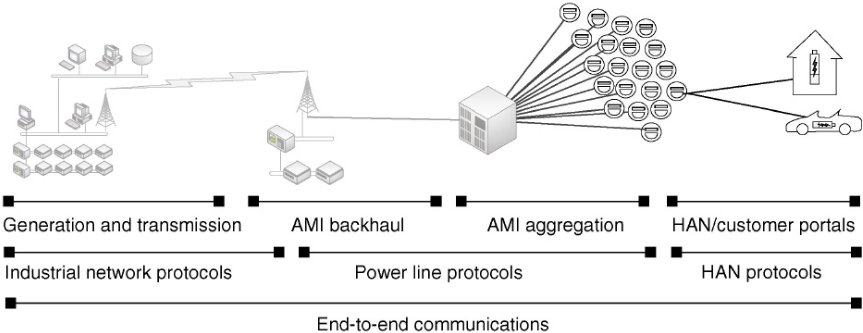 Generation and transmission AMI backhaul AMI aggregation HAN/customer portals
Industrial network protocols Power line protocols HAN protocols
End-to-end communications